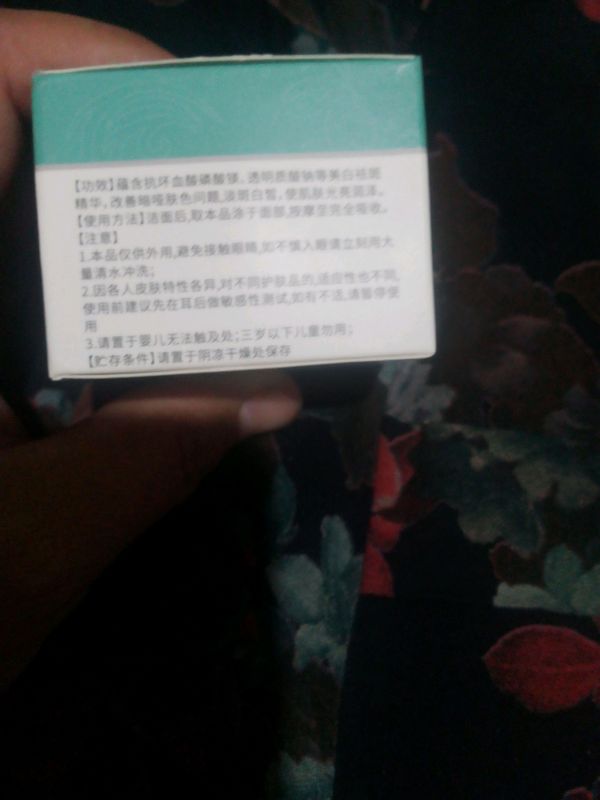 【功效】蕴含抗坏血酸磷酸镁、透明质酸钠等美白祛斑
精华,改善暗哑肤色问题,淡斑白皙,使肌肤光亮润泽。
【使用方法】洁面后,取本品涂于面部,按摩至完全吸收。
【注意】
1.本品仅供外用,避免接触眼睛,如不慎入眼请立刻用大
量清水冲洗;
2.因各人皮肤特性各异,对不同护肤品的,适应性也不同,
使用前建议先在耳后做敏感性测试,如有不适,请暂停使
用
3.请置于婴儿无法触及处;三岁以下儿童勿用;
【贮存条件】请置于阴凉干燥处保存